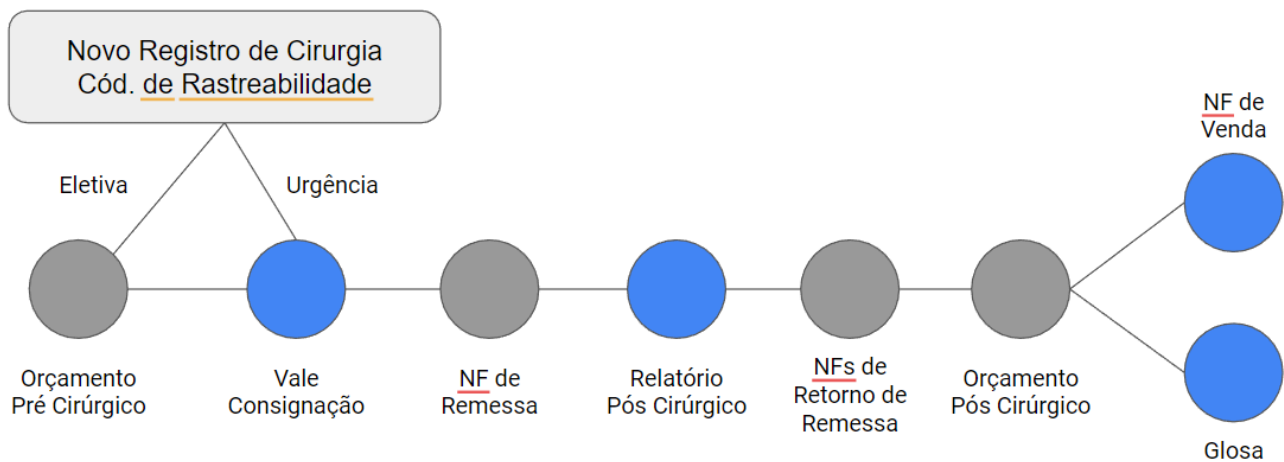 Novo Registro de Cirurgia
Cód. de Rastreabilidade
Eletiva
Urgência
NF de
Venda
Orçamento
Pré Cirúrgico
Vale
Consignação
NF de
Remessa
Relatório
Pós Cirúrgico
NFs de
Retorno de
Remessa
Orçamento
Pós Cirúrgico
Glosa